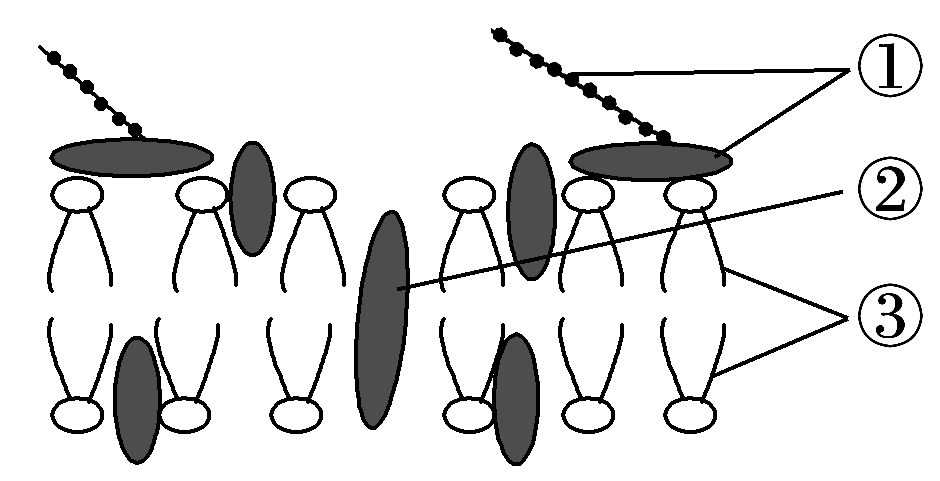 ①
②
③